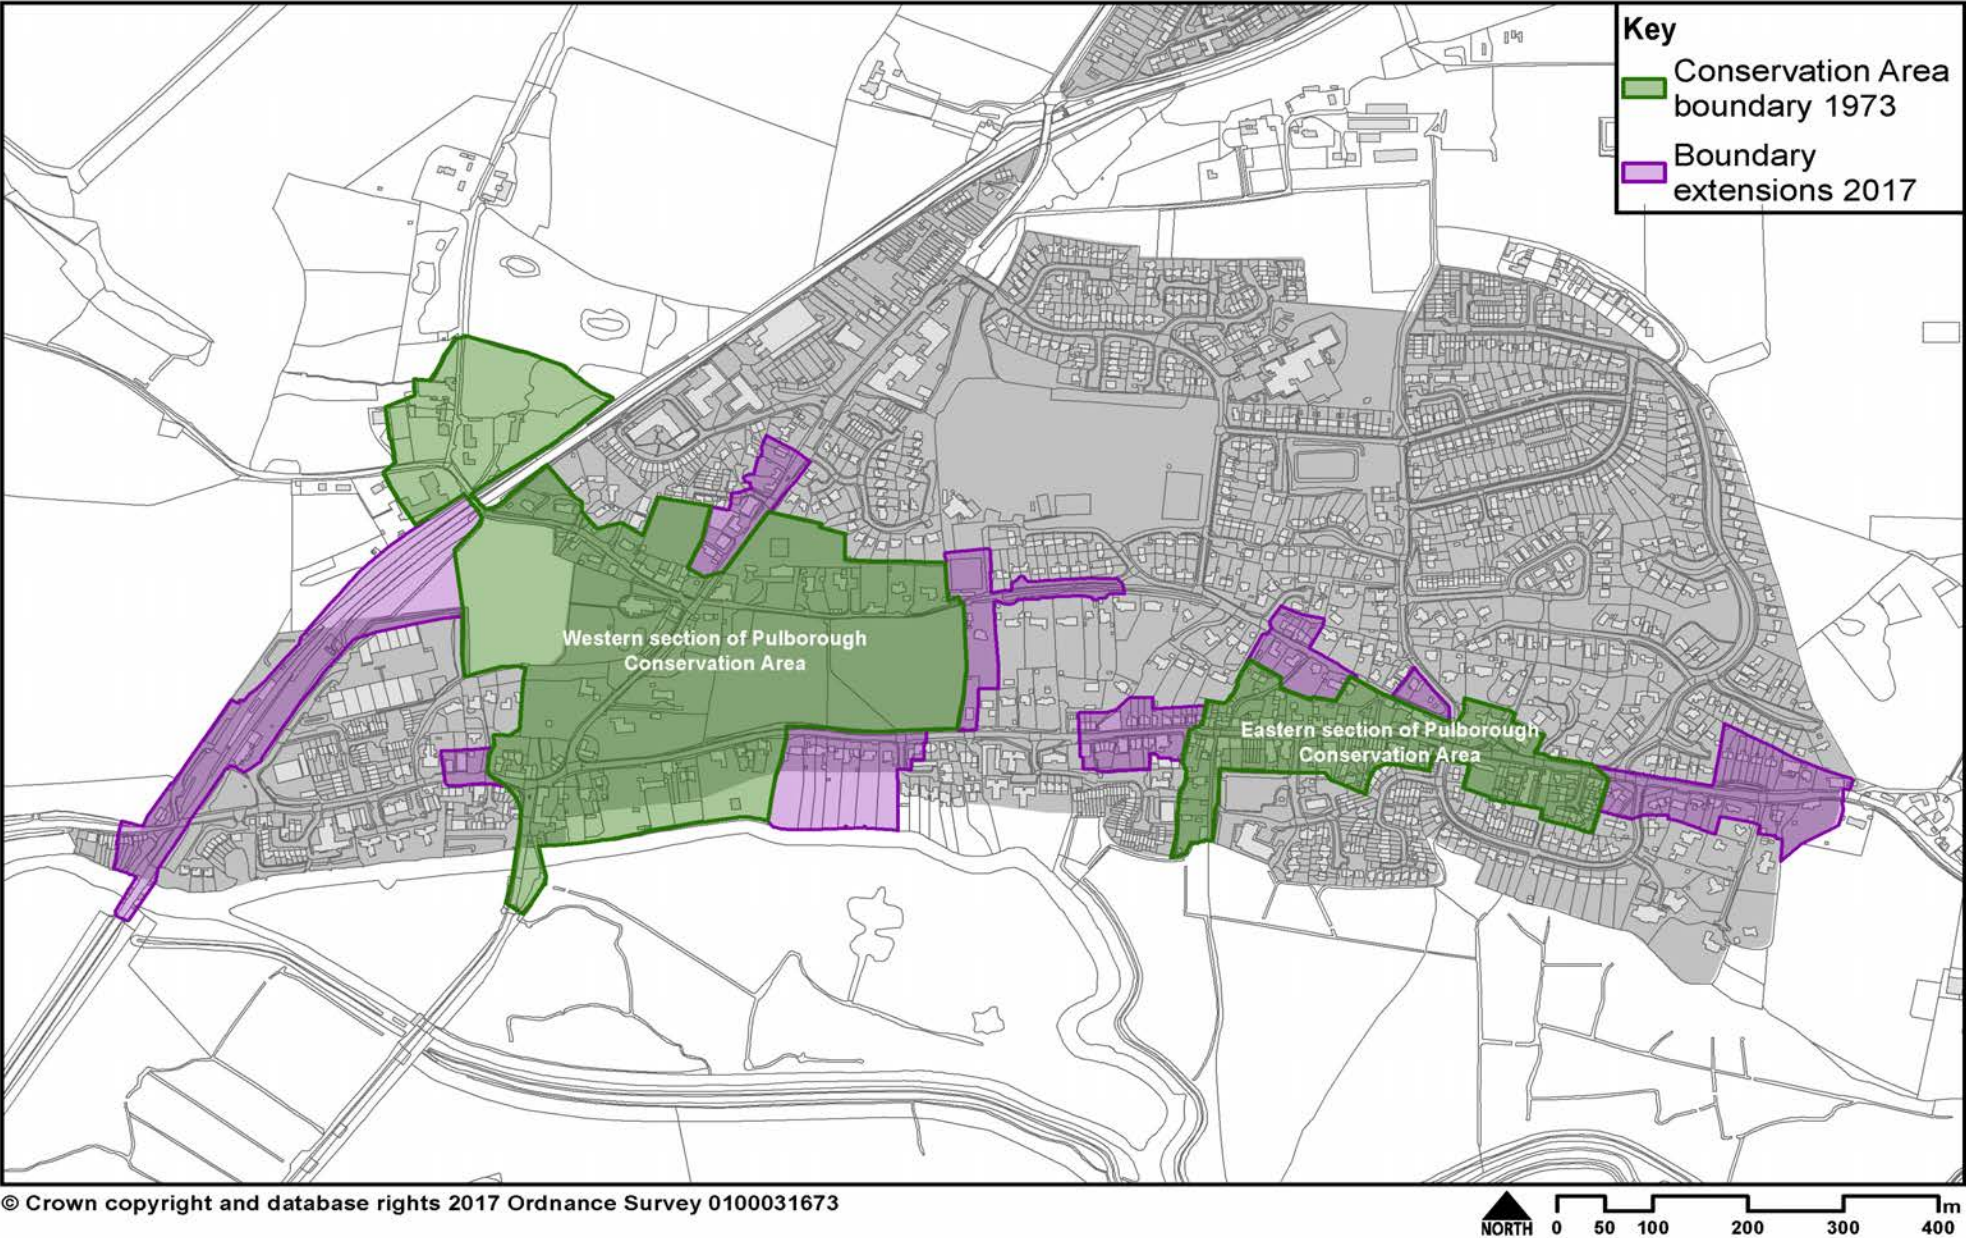 Key
Conservation Area
boundary 1973
Boundary
extensions 2017
Western section of Pulborough
Conservation Area
Eastern section of Pulborough
Conservation Area
© Crown copyright and database rights 2017 Ordnance Survey 0100031673
NORTH
0 50 100 200 300 400 m